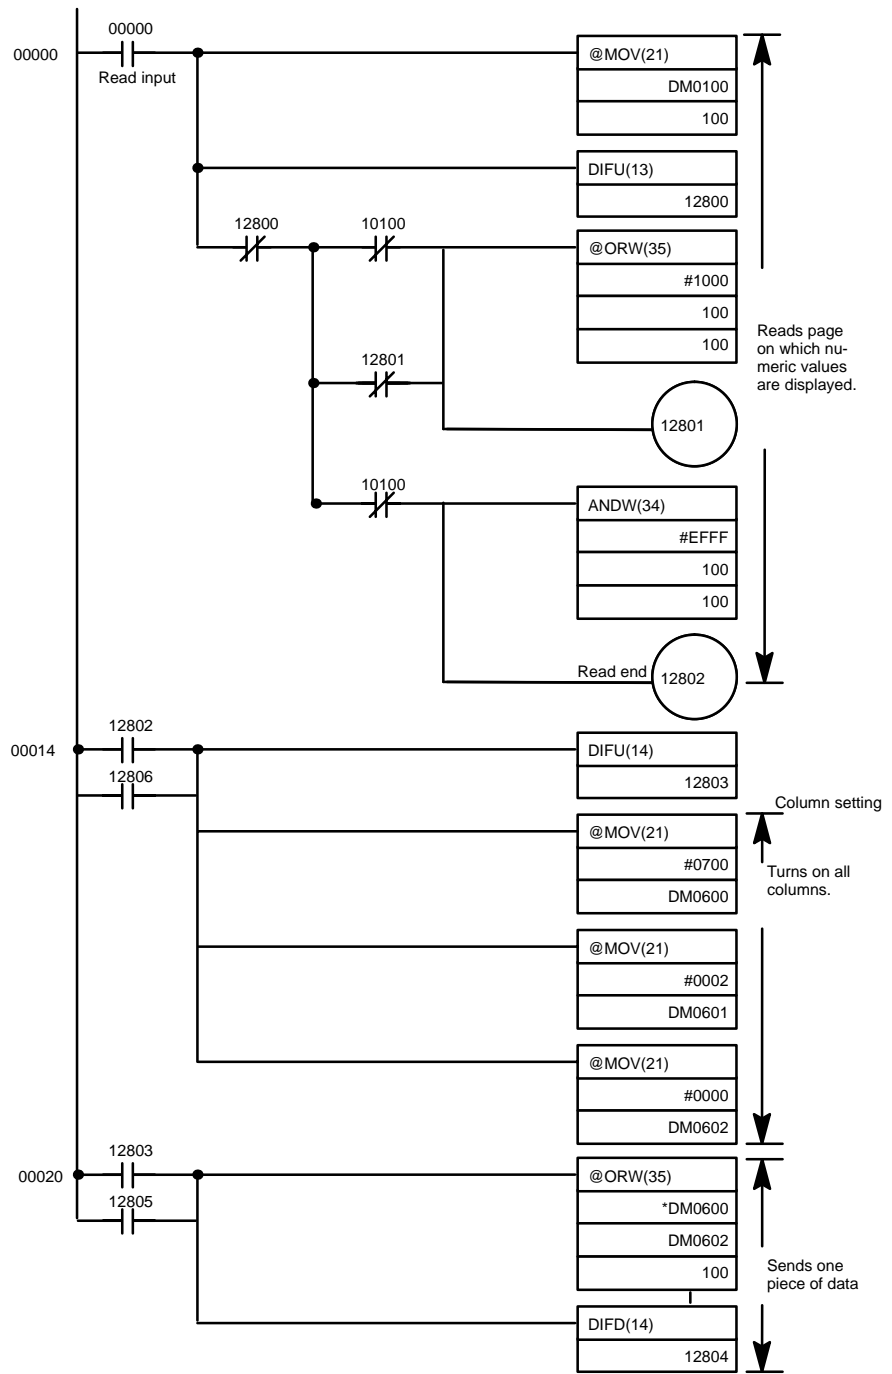 00000
00000
Read input
@MOV(21)
DM0100
100
DIFU(13)
12800
12800
10100
@ORW(35)
#1000
100
100
Reads page
on which nu-
meric values
are displayed.
12801
12801
10100
ANDW(34)
#EFFF
100
100
Read end
12802
12802
00014
12806
DIFU(14)
12803
Column setting
@MOV(21)
#0700
DM0600
Turns on all
columns.
@MOV(21)
#0002
DM0601
@MOV(21)
#0000
DM0602
12803
00020
12805
@ORW(35)
*DM0600
DM0602
100
Sends one
piece of data
DIFD(14)
12804